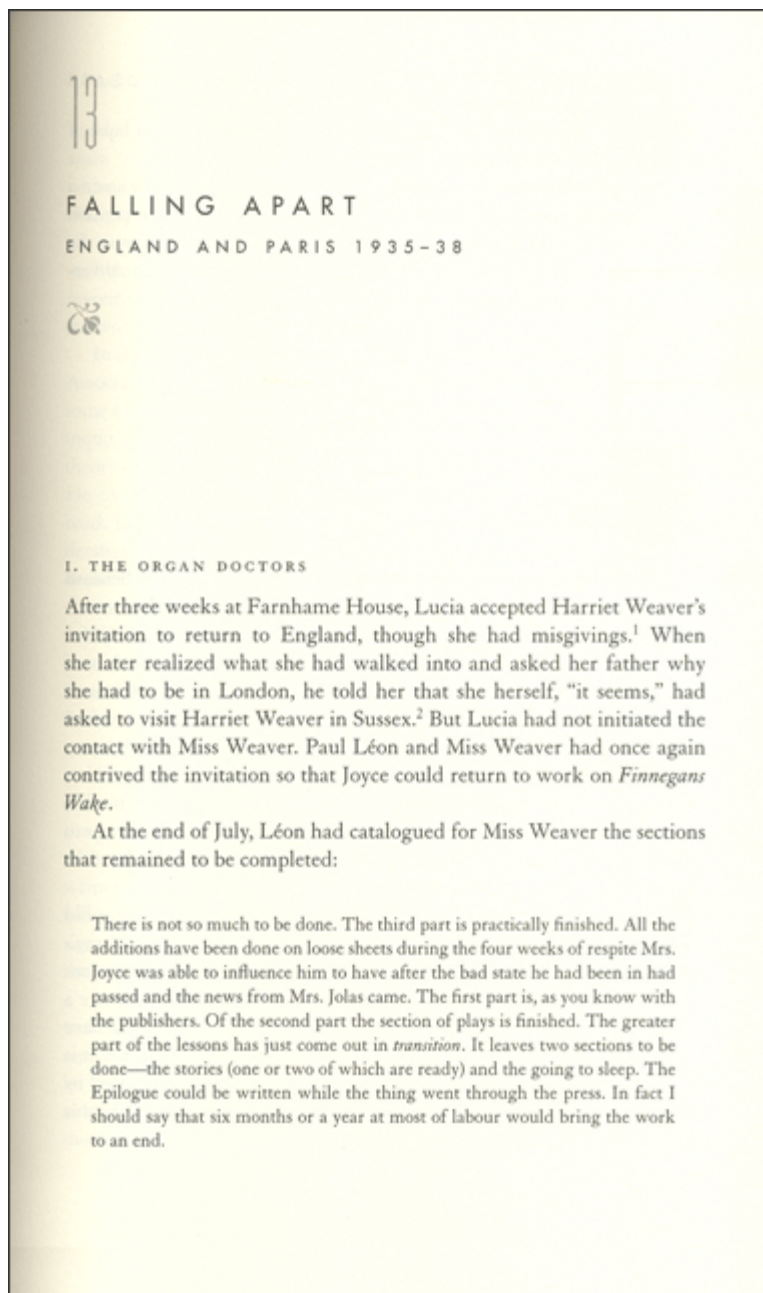 13
FALLING APART
ENGLAND AND PARIS 1935–38
I. THE ORGAN DOCTORS
After three weeks at Farnhame House, Lucia accepted Harriet Weaver's
invitation to return to England, though she had misgivings.¹ When
she later realized what she had walked into and asked her father why
she had to be in London, he told her that she herself, "it seems," had
asked to visit Harriet Weaver in Sussex.² But Lucia had not initiated the
contact with Miss Weaver. Paul Léon and Miss Weaver had once again
contrived the invitation so that Joyce could return to work on Finnegans
Wake.
At the end of July, Léon had catalogued for Miss Weaver the sections
that remained to be completed:
There is not so much to be done. The third part is practically finished. All the
additions have been done on loose sheets during the four weeks of respite Mrs.
Joyce was able to influence him to have after the bad state he had been in had
passed and the news from Mrs. Jolas came. The first part is, as you know with
the publishers. Of the second part the section of plays is finished. The greater
part of the lessons has just come out in transition. It leaves two sections to be
done—the stories (one or two of which are ready) and the going to sleep. The
Epilogue could be written while the thing went through the press. In fact I
should say that six months or a year at most of labour would bring the work
to an end.